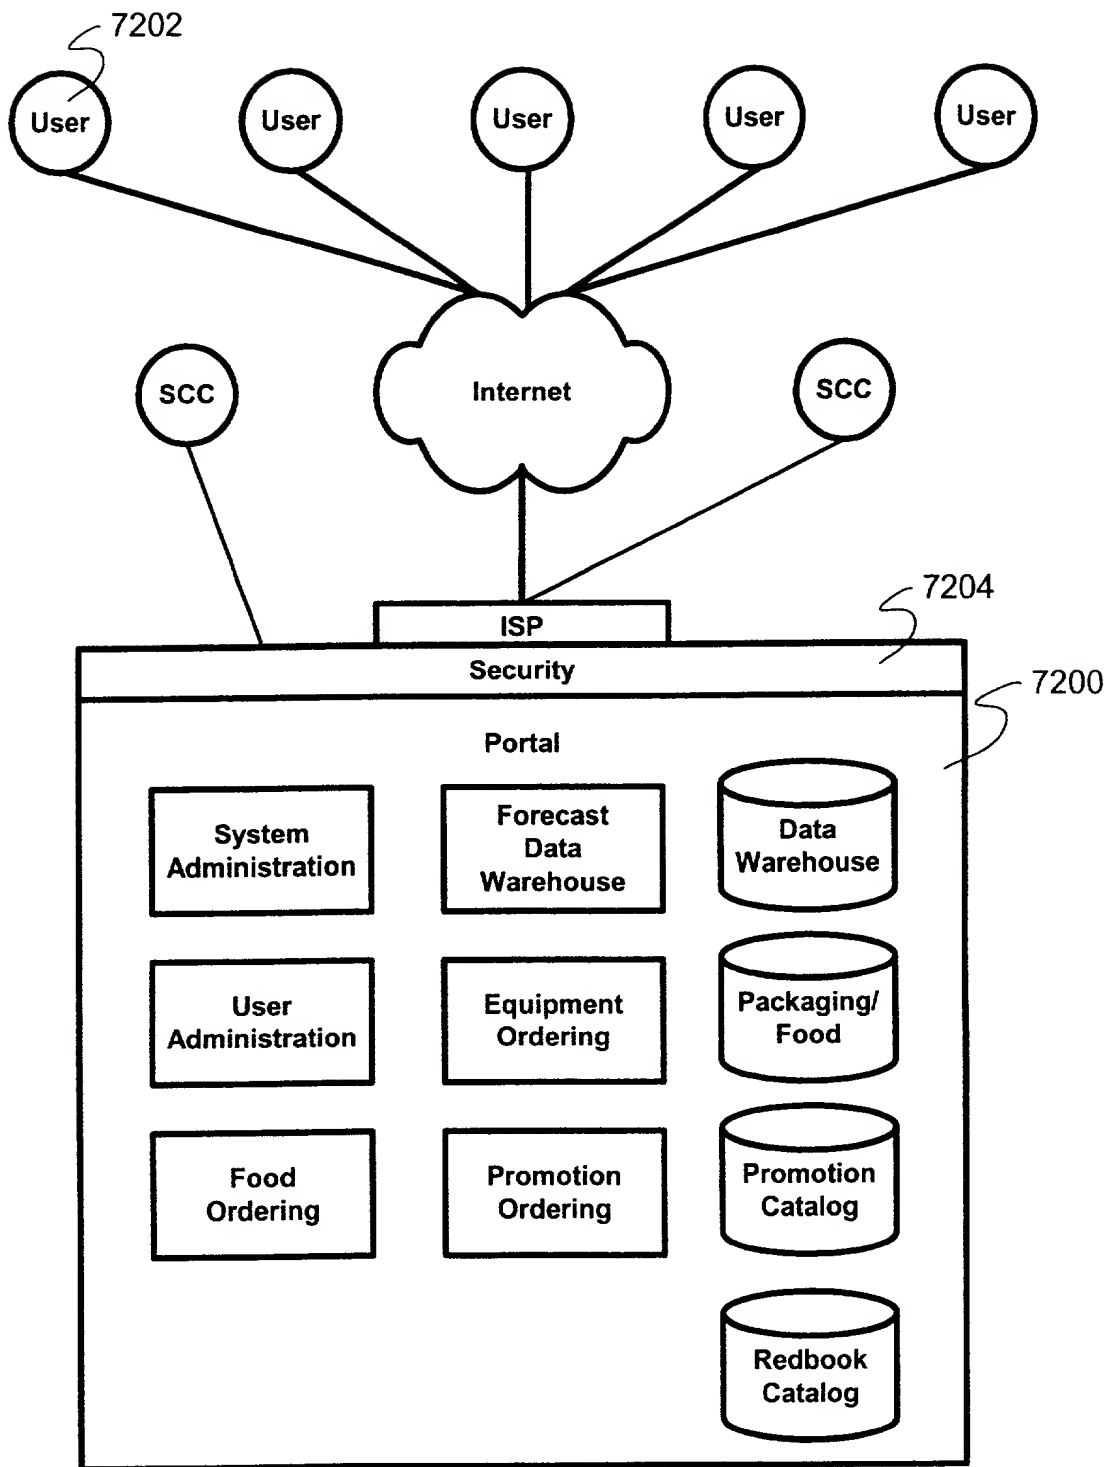 7202
User
User
User
User
User
SCC
Internet
SCC
ISP
7204
Security
7200
Portal
System
Administration
Forecast
Data
Warehouse
Data
Warehouse
User
Administration
Equipment
Ordering
Packaging/
Food
Food
Ordering
Promotion
Ordering
Promotion
Catalog
Redbook
Catalog